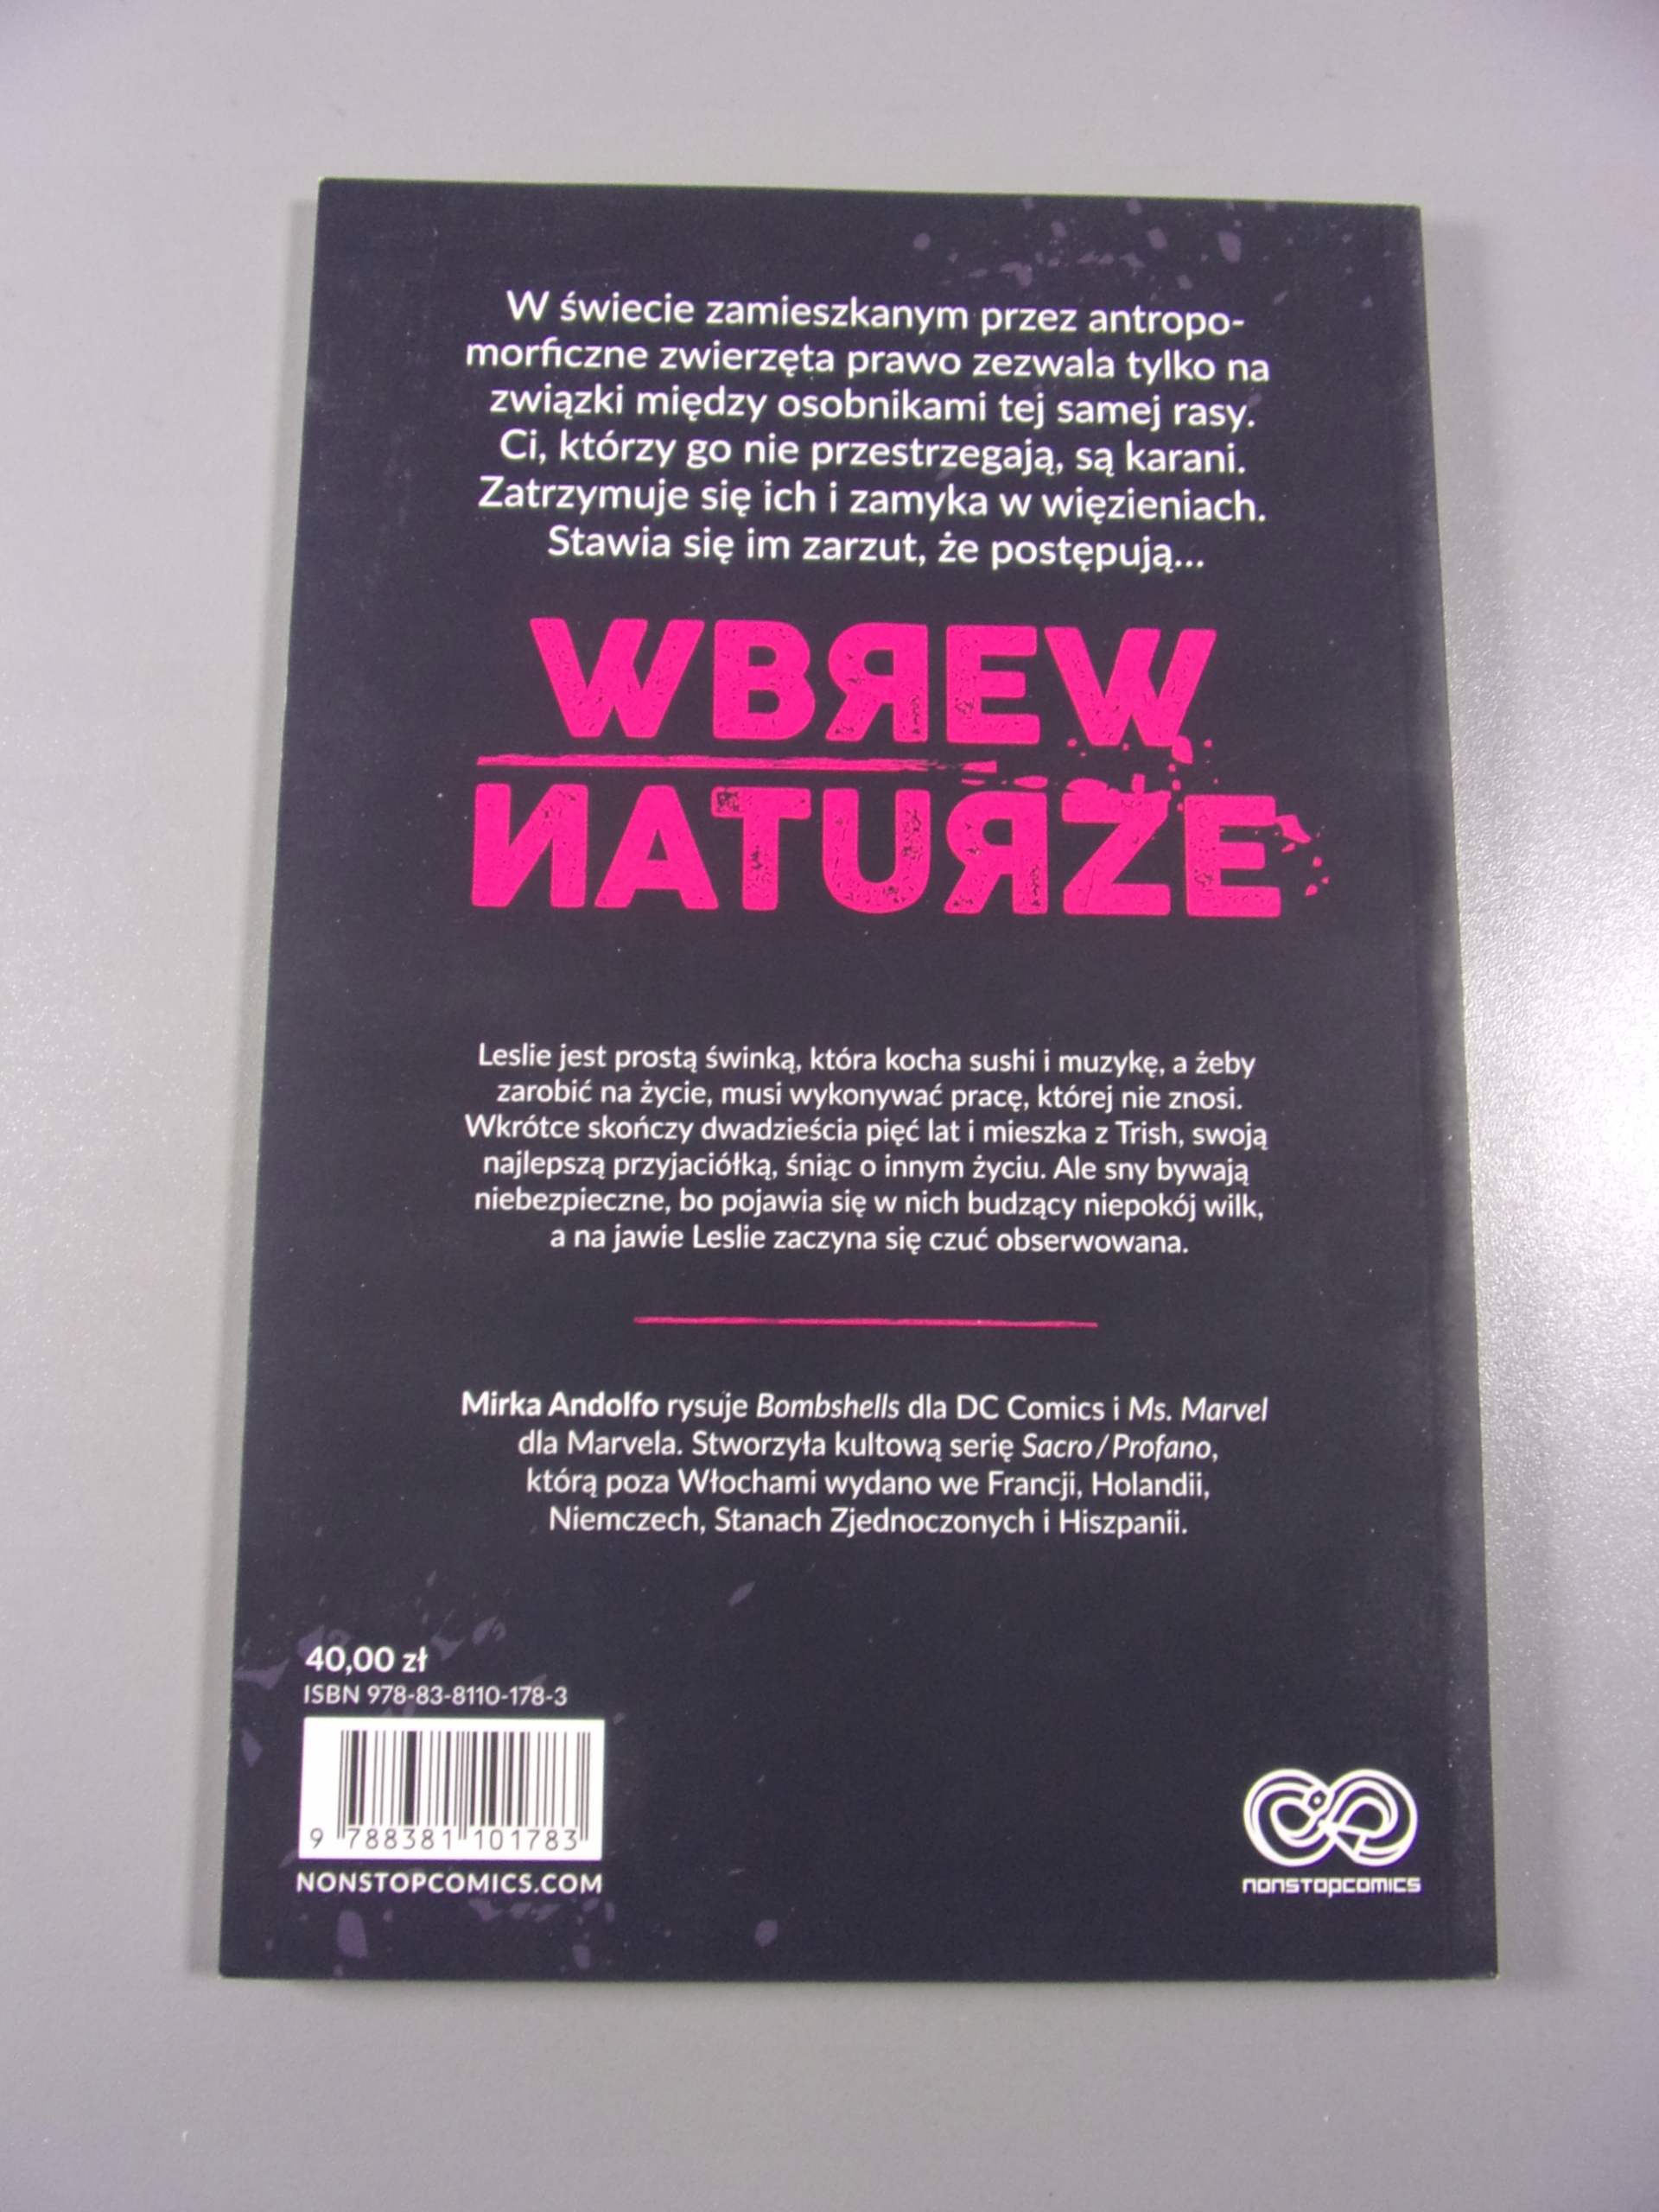 W świecie zamieszkanym przez antropo-
morficzne zwierzęta prawo zezwala tylko na
związki między osobnikami tej samej rasy.
Ci, którzy go nie przestrzegają, są karani.
Zatrzymuje się ich i zamyka w więzieniach.
Stawia się im zarzut, że postępują...
WBREW
NATURZE
Leslie jest prostą świnką, która kocha sushi i muzykę, a żeby
zarobić na życie, musi wykonywać pracę, której nie znosi.
Wkrótce skończy dwadzieścia pięć lat i mieszka z Trish, swoją
najlepszą przyjaciółką, śniąc o innym życiu. Ale sny bywają
niebezpieczne, bo pojawia się w nich budzący niepokój wilk,
a na jawie Leslie zaczyna się czuć obserwowana.
Mirka Andolfo rysuje Bombshells dla DC Comics i Ms. Marvel
dla Marvela. Stworzyła kultową serię Sacro/Profano,
którą poza Włochami wydano we Francji, Holandii,
Niemczech, Stanach Zjednoczonych i Hiszpanii.
40,00 zł
ISBN 978-83-8110-178-3
9 788381 101783
NONSTOPCOMICS.COM
nonstopcomics